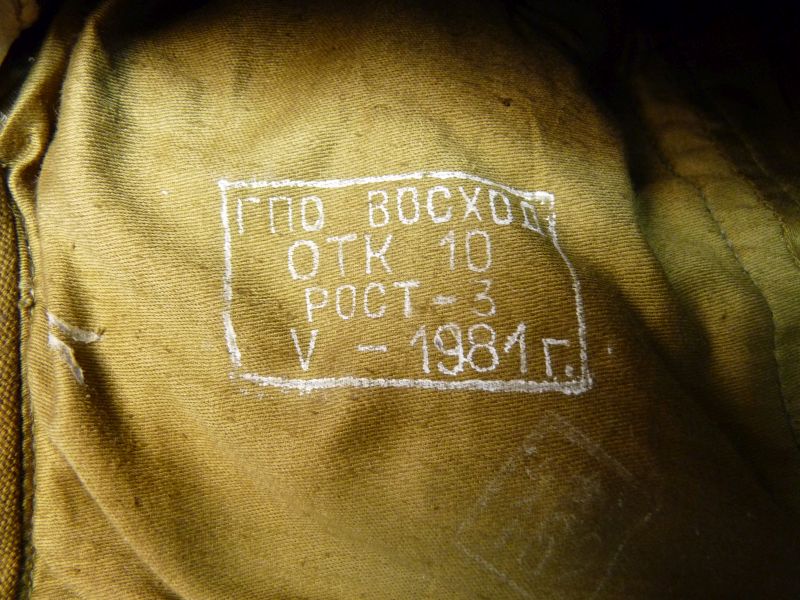 ГПО ВОСХОД
ОТК 10
РОСТ-3
V - 1981 г.